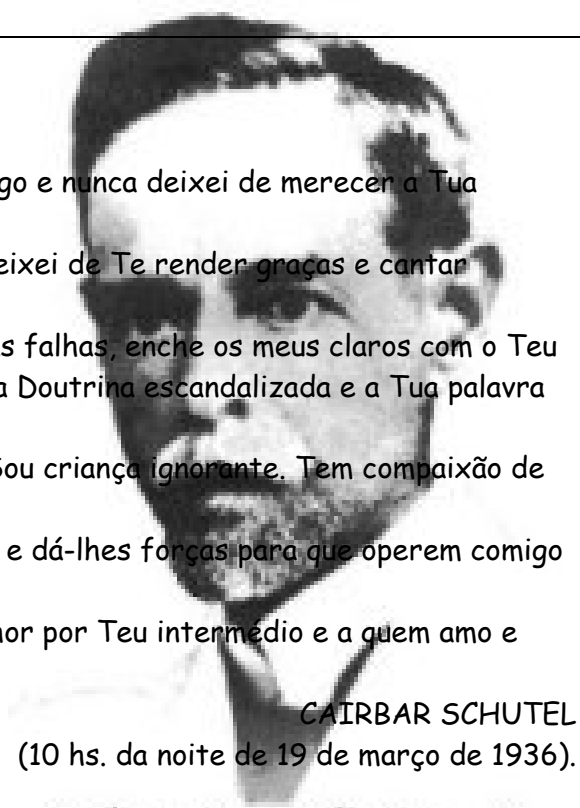 go e nunca deixei de merecer a Tua
eixei de Te render graças e cantar
s falhas, enche os meus claros com o Teu
a Doutrina escandalizada e a Tua palavra
Sou criança ignorante. Tem compaixão de
e dá-lhes forças para que operem comigo
nor por Teu intermédio e a quem amo e
CAIRBAR SCHUTEL
(10 hs. da noite de 19 de março de 1936).